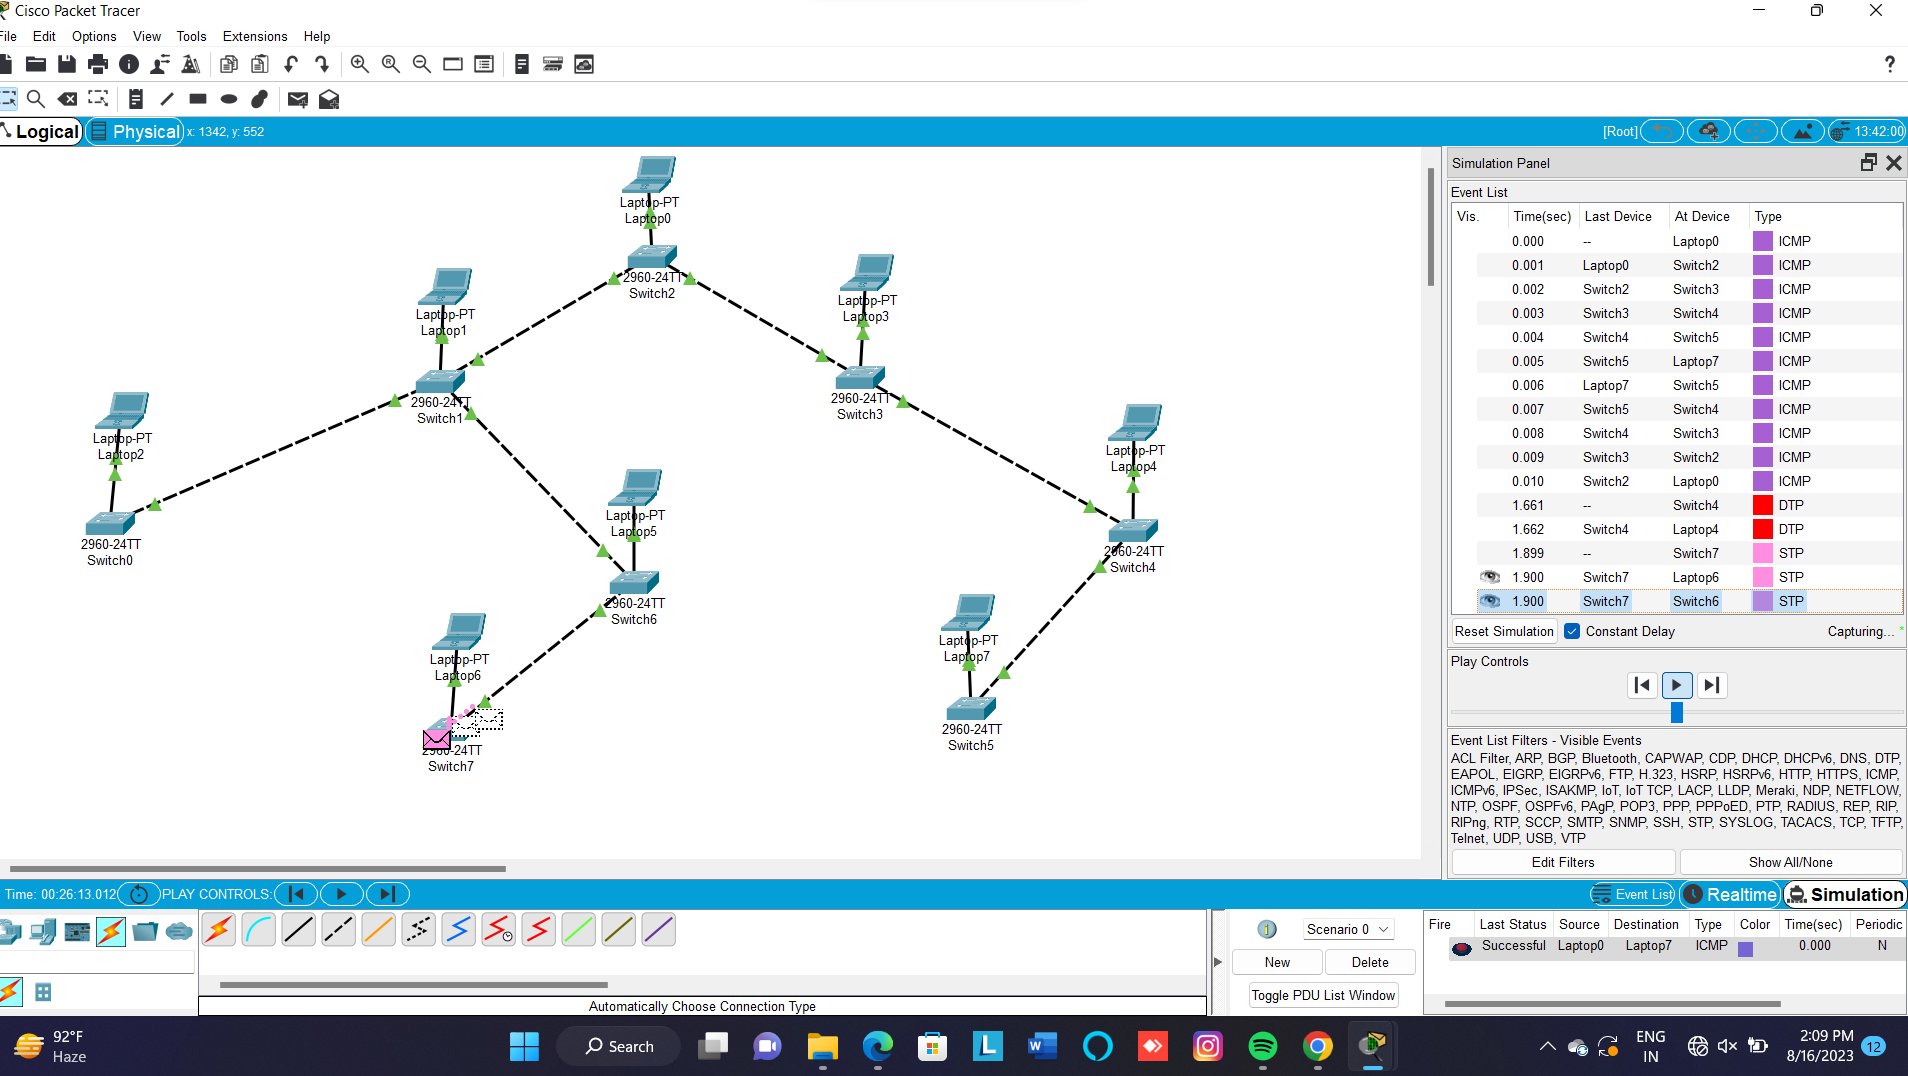 Cisco Packet Tracer
File Edit Options View Tools Extensions Help
?
Logical Physical x: 1342, y: 552 [Root] 13:42:00
Laptop-PT
Laptop0
2960-24TT
Switch2
Laptop-PT
Laptop1
2960-24TT
Switch1
Laptop-PT
Laptop3
2960-24TT
Switch3
Laptop-PT
Laptop2
2960-24TT
Switch0
Laptop-PT
Laptop4
2960-24TT
Switch4
Laptop-PT
Laptop5
2960-24TT
Switch6
Laptop-PT
Laptop6
2960-24TT
Switch7
Laptop-PT
Laptop7
2960-24TT
Switch5
Simulation Panel
Event List
Vis. Time(sec) Last Device At Device Type
0.000 -- Laptop0 ICMP
0.001 Laptop0 Switch2 ICMP
0.002 Switch2 Switch3 ICMP
0.003 Switch3 Switch4 ICMP
0.004 Switch4 Switch5 ICMP
0.005 Switch5 Laptop7 ICMP
0.006 Laptop7 Switch5 ICMP
0.007 Switch5 Switch4 ICMP
0.008 Switch4 Switch3 ICMP
0.009 Switch3 Switch2 ICMP
0.010 Switch2 Laptop0 ICMP
1.661 -- Switch4 DTP
1.662 Switch4 Laptop4 DTP
1.899 -- Switch7 STP
1.900 Switch7 Laptop6 STP
1.900 Switch7 Switch6 STP
Reset Simulation Constant Delay Capturing... *
Play Controls
Event List Filters - Visible Events
ACL Filter, ARP, BGP, Bluetooth, CAPWAP, CDP, DHCP, DHCPv6, DNS, DTP,
EAPOL, EIGRP, EIGRPv6, FTP, H.323, HSRP, HSRPv6, HTTP, HTTPS, ICMP,
ICMPv6, IPSec, ISAKMP, IoT, IoT TCP, LACP, LLDP, Meraki, NDP, NETFLOW,
NTP, OSPF, OSPFv6, PAgP, POP3, PPP, PPPoED, PTP, RADIUS, REP, RIP,
RIPng, RTP, SCCP, SMTP, SNMP, SSH, STP, SYSLOG, TACACS, TCP, TFTP,
Telnet, UDP, USB, VTP
Edit Filters Show All/None
Time: 00:26:13.012 PLAY CONTROLS: Event List Realtime Simulation
Automatically Choose Connection Type
Scenario 0
New Delete
Toggle PDU List Window
Fire Last Status Source Destination Type Color Time(sec) Periodic
Successful Laptop0 Laptop7 ICMP 0.000 N
92°F
Haze
Search
L
W
ENG
IN
2:09 PM
8/16/2023
12